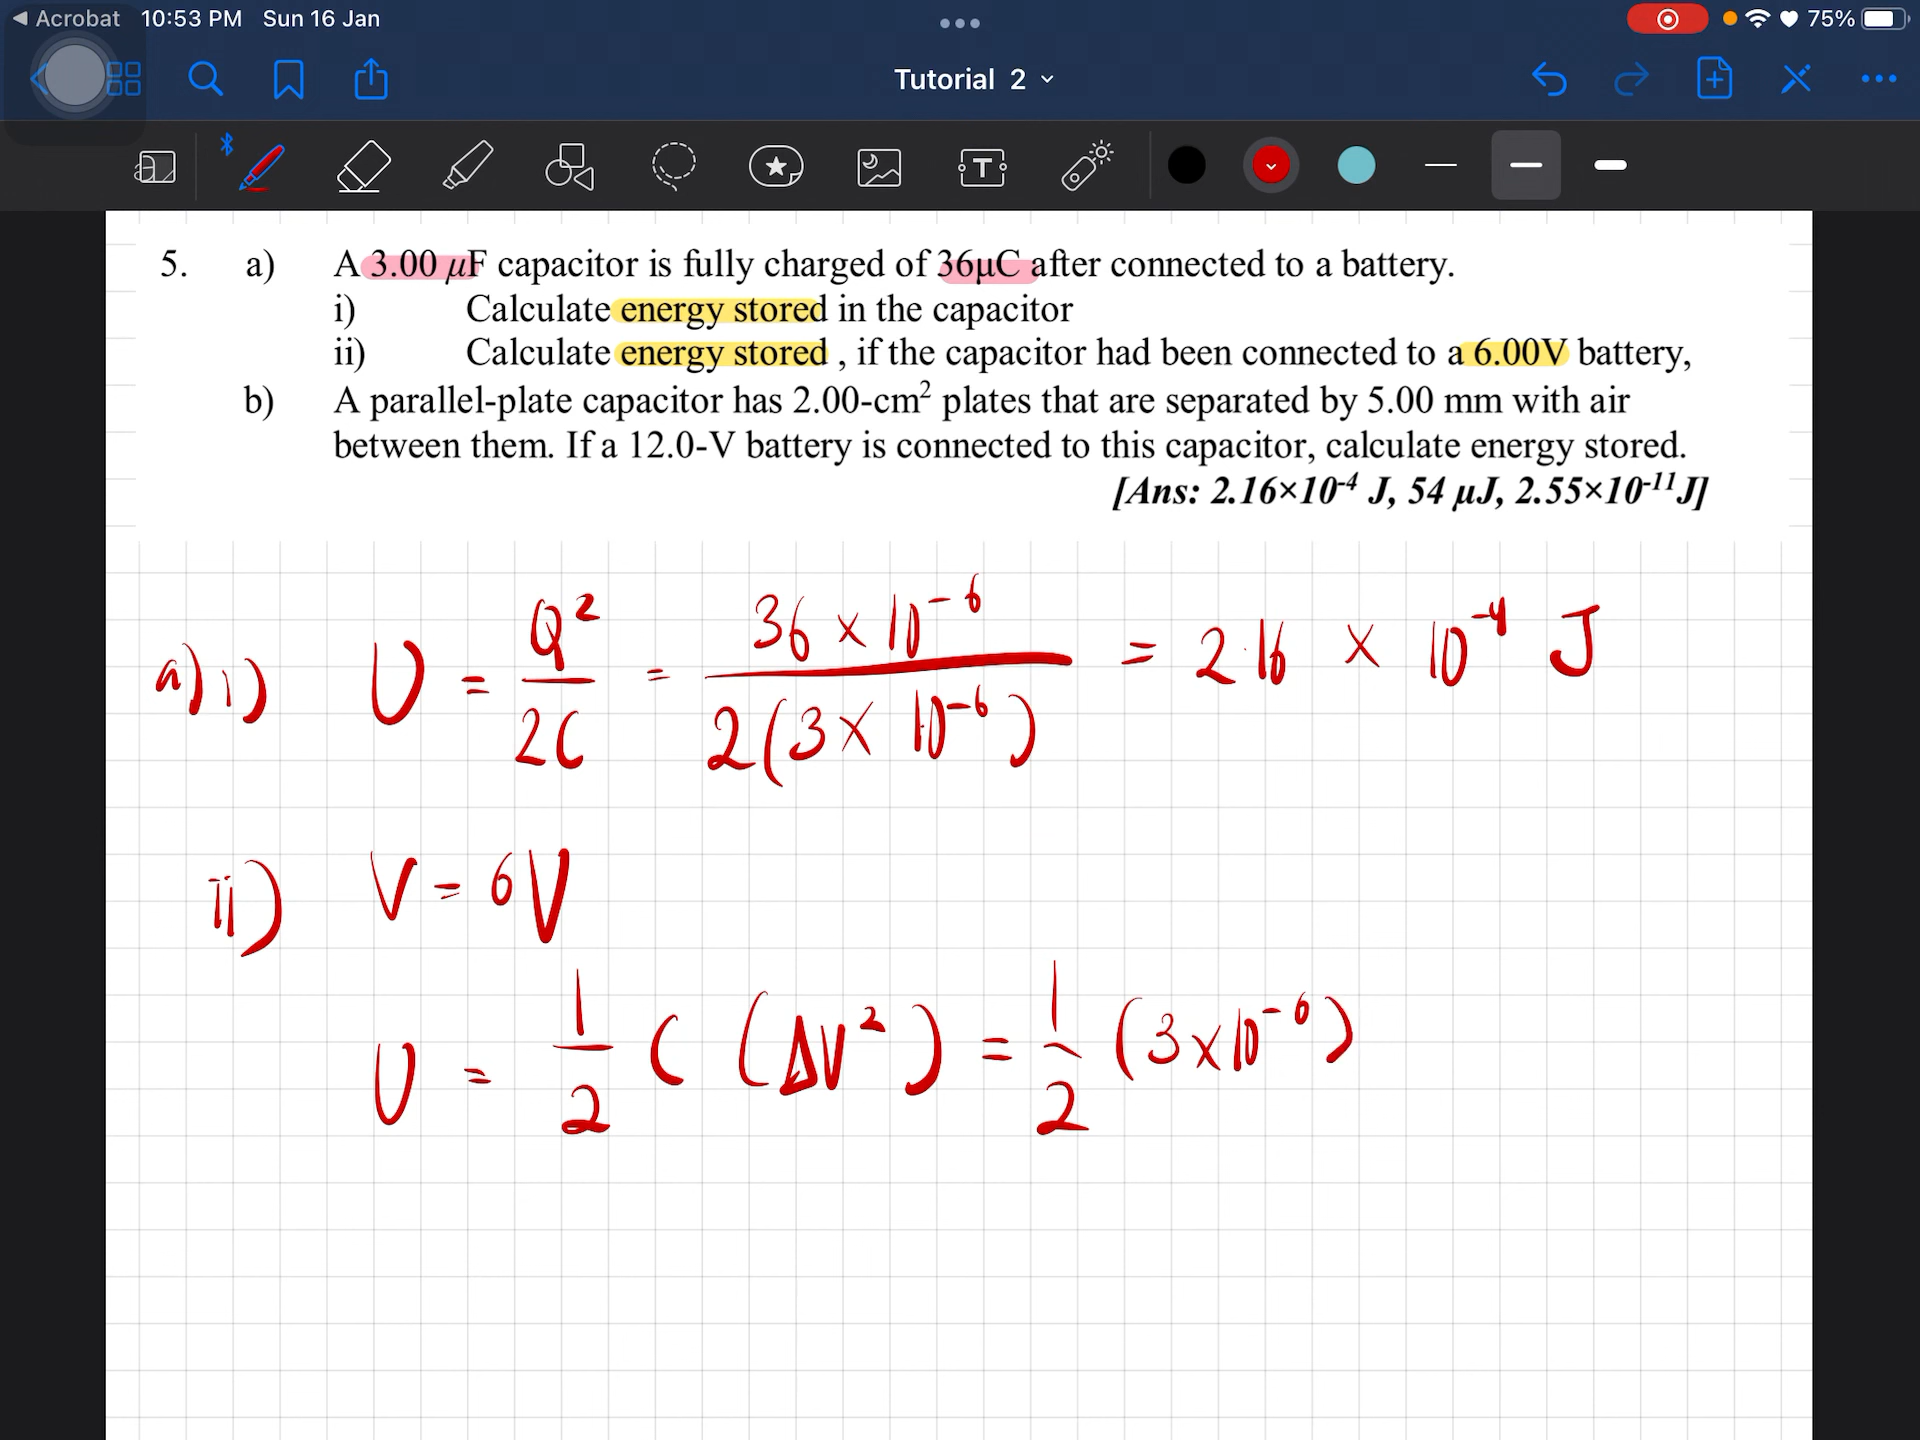 ◀ Acrobat 10:53 PM Sun 16 Jan 75%
Tutorial 2
5. a) A 3.00 μF capacitor is fully charged of 36μC after connected to a battery.
i) Calculate energy stored in the capacitor
ii) Calculate energy stored , if the capacitor had been connected to a 6.00V battery,
b) A parallel-plate capacitor has 2.00-cm² plates that are separated by 5.00 mm with air
between them. If a 12.0-V battery is connected to this capacitor, calculate energy stored.
[Ans: 2.16×10⁻⁴ J, 54 μJ, 2.55×10⁻¹¹J]
a) i) U = Q²/2C = 36 × 10⁻⁶/2(3 × 10⁻⁶) = 2.16 × 10⁻⁴ J
ii) V = 6V
U = 1/2 C (ΔV²) = 1/2 (3×10⁻⁶)